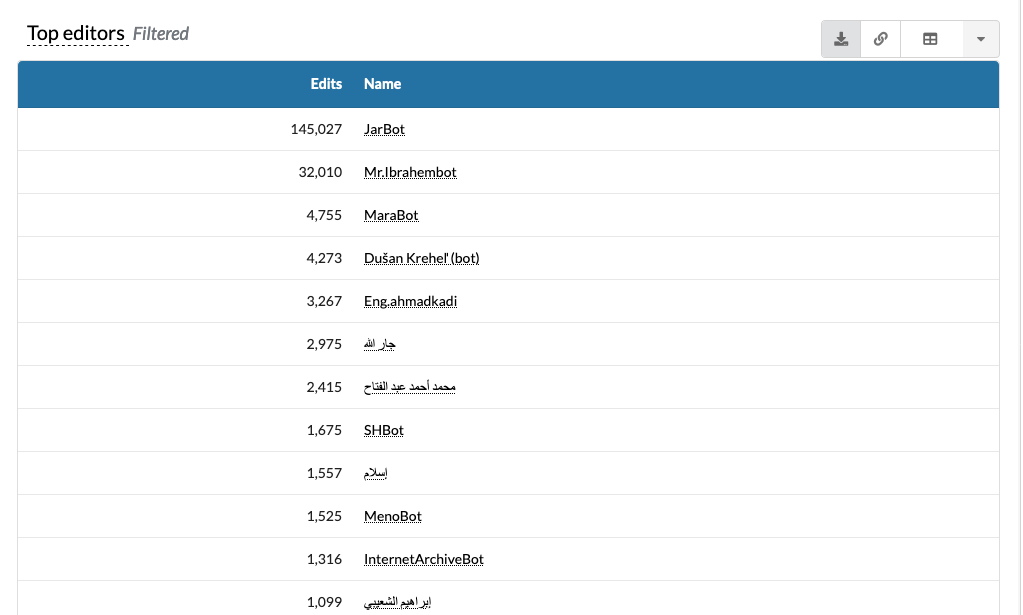 Top editors Filtered
Edits Name
145,027 JarBot
32,010 Mr.Ibrahembot
4,755 MaraBot
4,273 Dušan Kreheľ (bot)
3,267 Eng.ahmadkadi
2,975 جار الله
2,415 محمد أحمد عبد الفتاح
1,675 SHBot
1,557 إسلام
1,525 MenoBot
1,316 InternetArchiveBot
1,099 إبراهيم الشعيبي